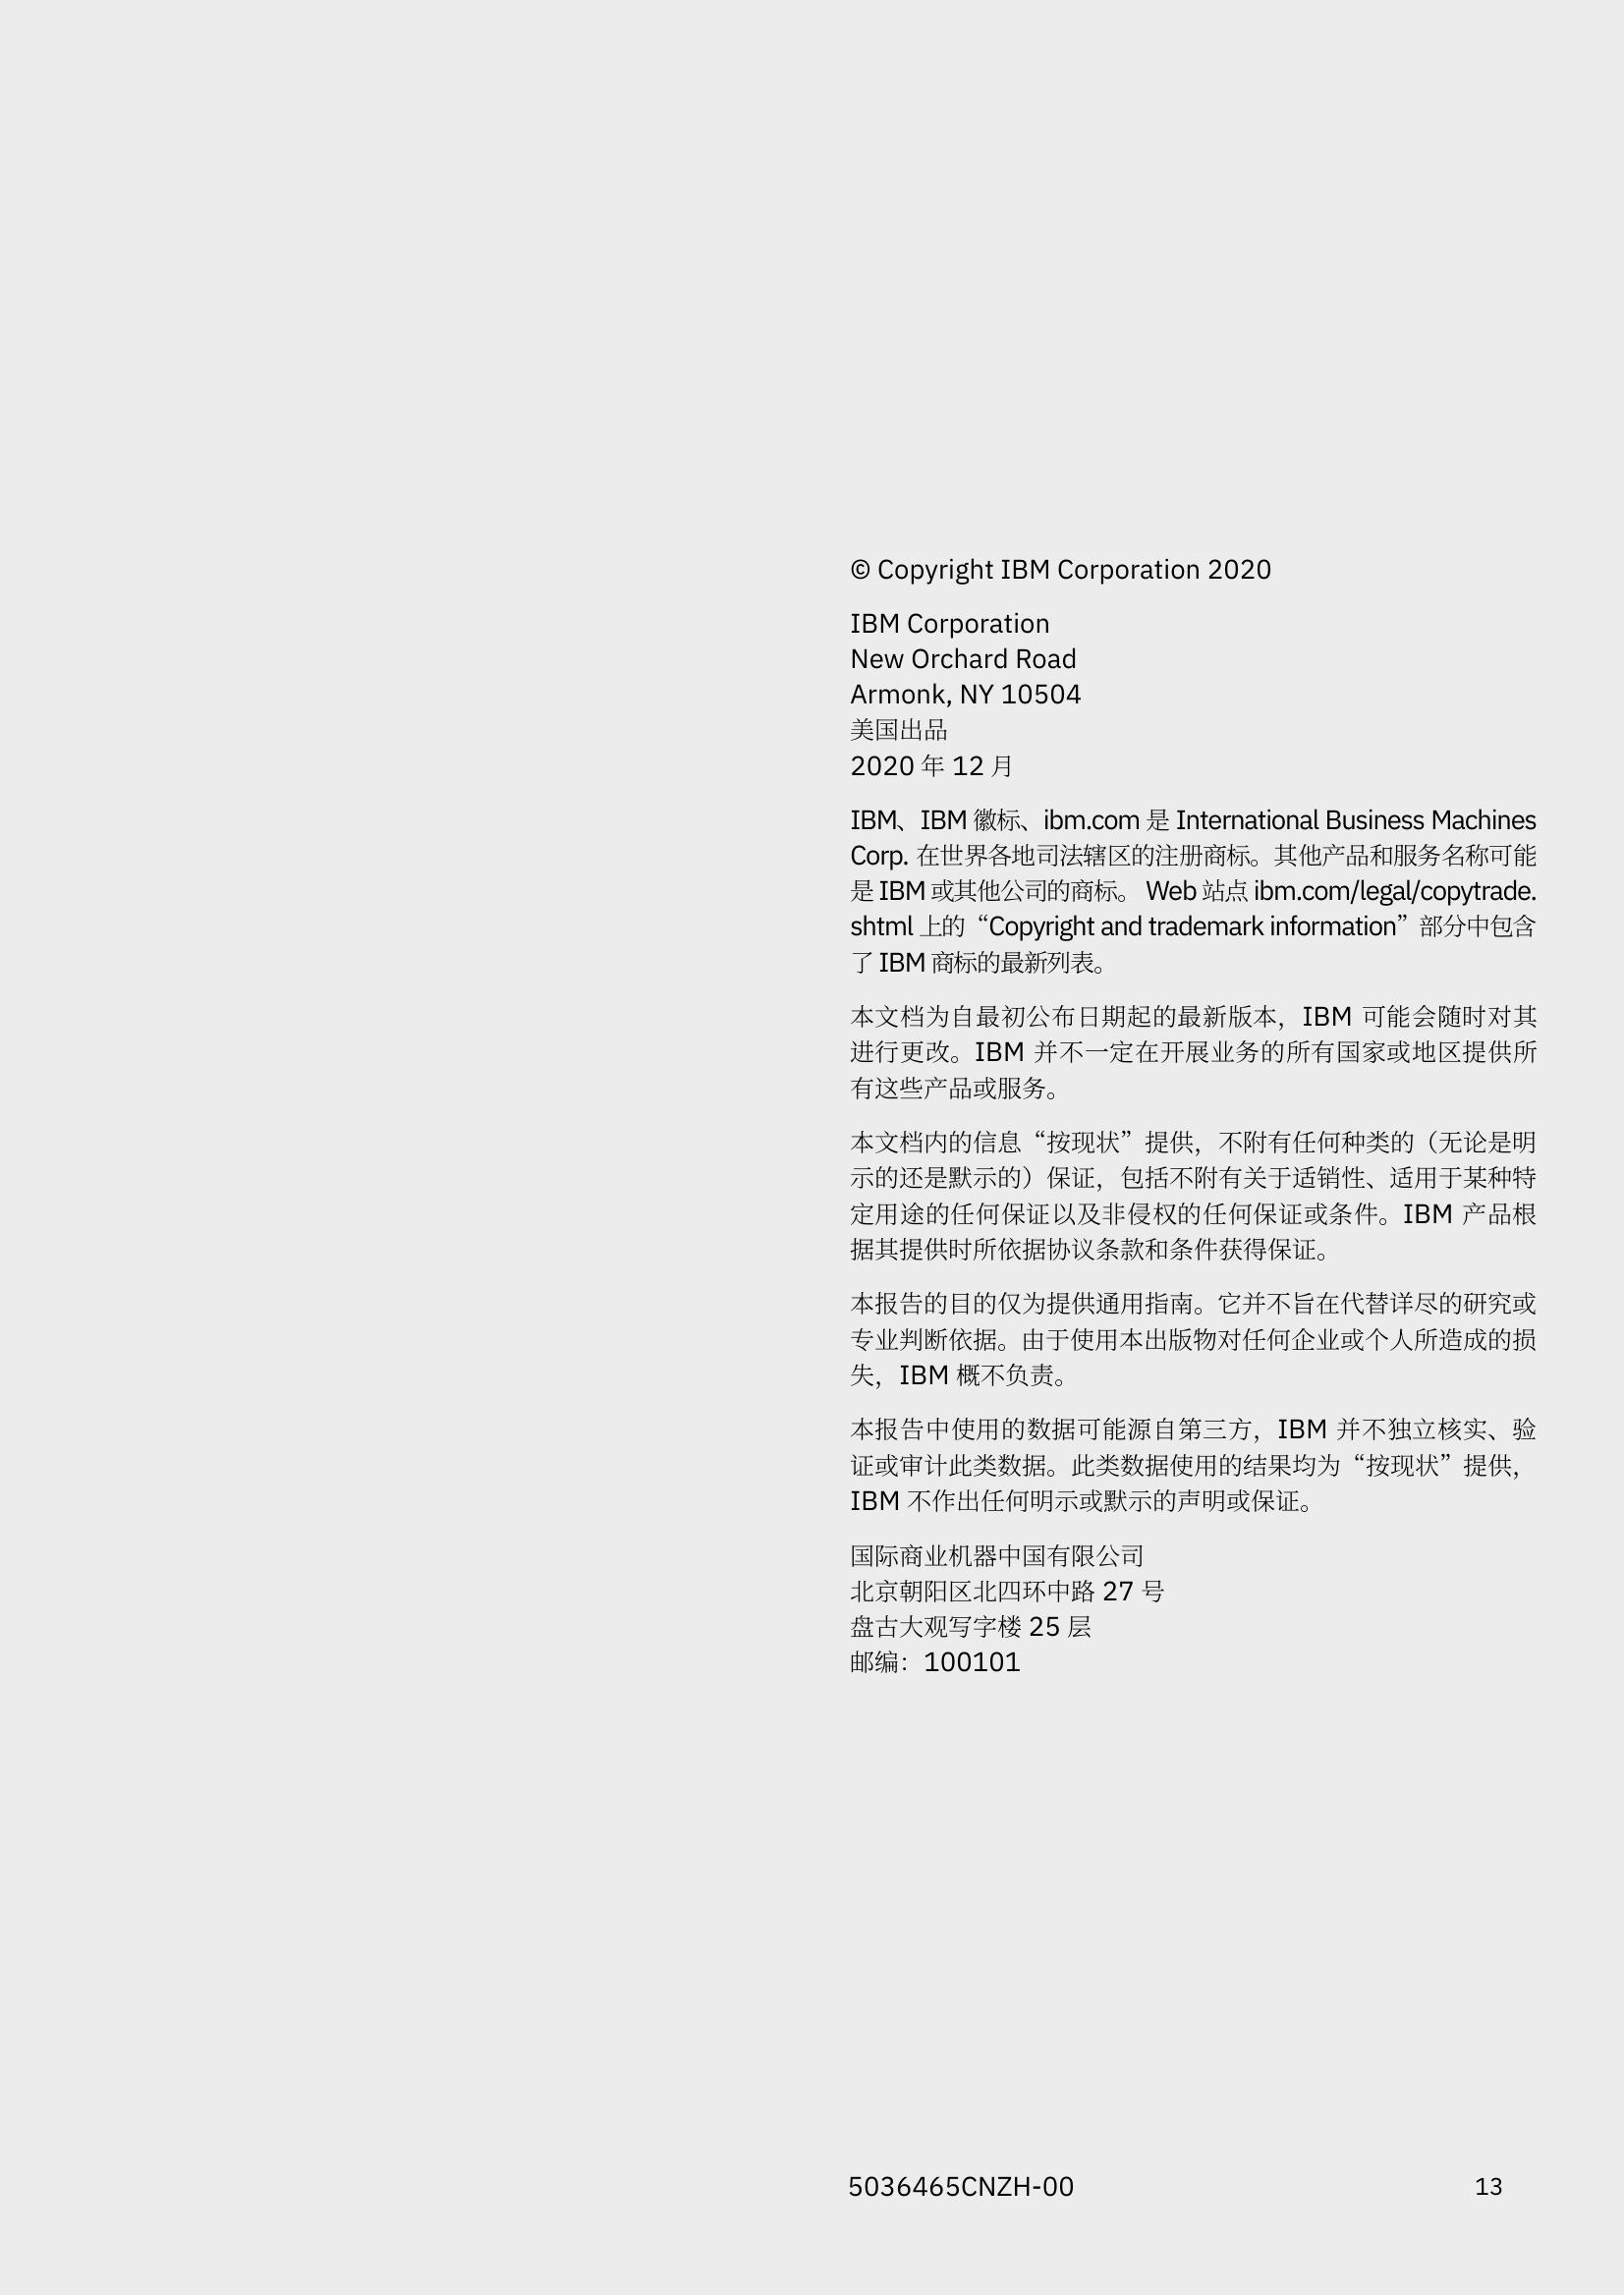 © Copyright IBM Corporation 2020
IBM Corporation
New Orchard Road
Armonk, NY 10504
美国出品
2020 年 12 月
IBM、IBM 徽标、ibm.com 是 International Business Machines
Corp. 在世界各地司法辖区的注册商标。其他产品和服务名称可能
是 IBM 或其他公司的商标。 Web 站点 ibm.com/legal/copytrade.
shtml 上的“Copyright and trademark information”部分中包含
了 IBM 商标的最新列表。
本文档为自最初公布日期起的最新版本，IBM 可能会随时对其
进行更改。IBM 并不一定在开展业务的所有国家或地区提供所
有这些产品或服务。
本文档内的信息“按现状”提供，不附有任何种类的（无论是明
示的还是默示的）保证，包括不附有关于适销性、适用于某种特
定用途的任何保证以及非侵权的任何保证或条件。IBM 产品根
据其提供时所依据协议条款和条件获得保证。
本报告的目的仅为提供通用指南。它并不旨在代替详尽的研究或
专业判断依据。由于使用本出版物对任何企业或个人所造成的损
失，IBM 概不负责。
本报告中使用的数据可能源自第三方，IBM 并不独立核实、验
证或审计此类数据。此类数据使用的结果均为“按现状”提供，
IBM 不作出任何明示或默示的声明或保证。
国际商业机器中国有限公司
北京朝阳区北四环中路 27 号
盘古大观写字楼 25 层
邮编：100101
5036465CNZH-00 13